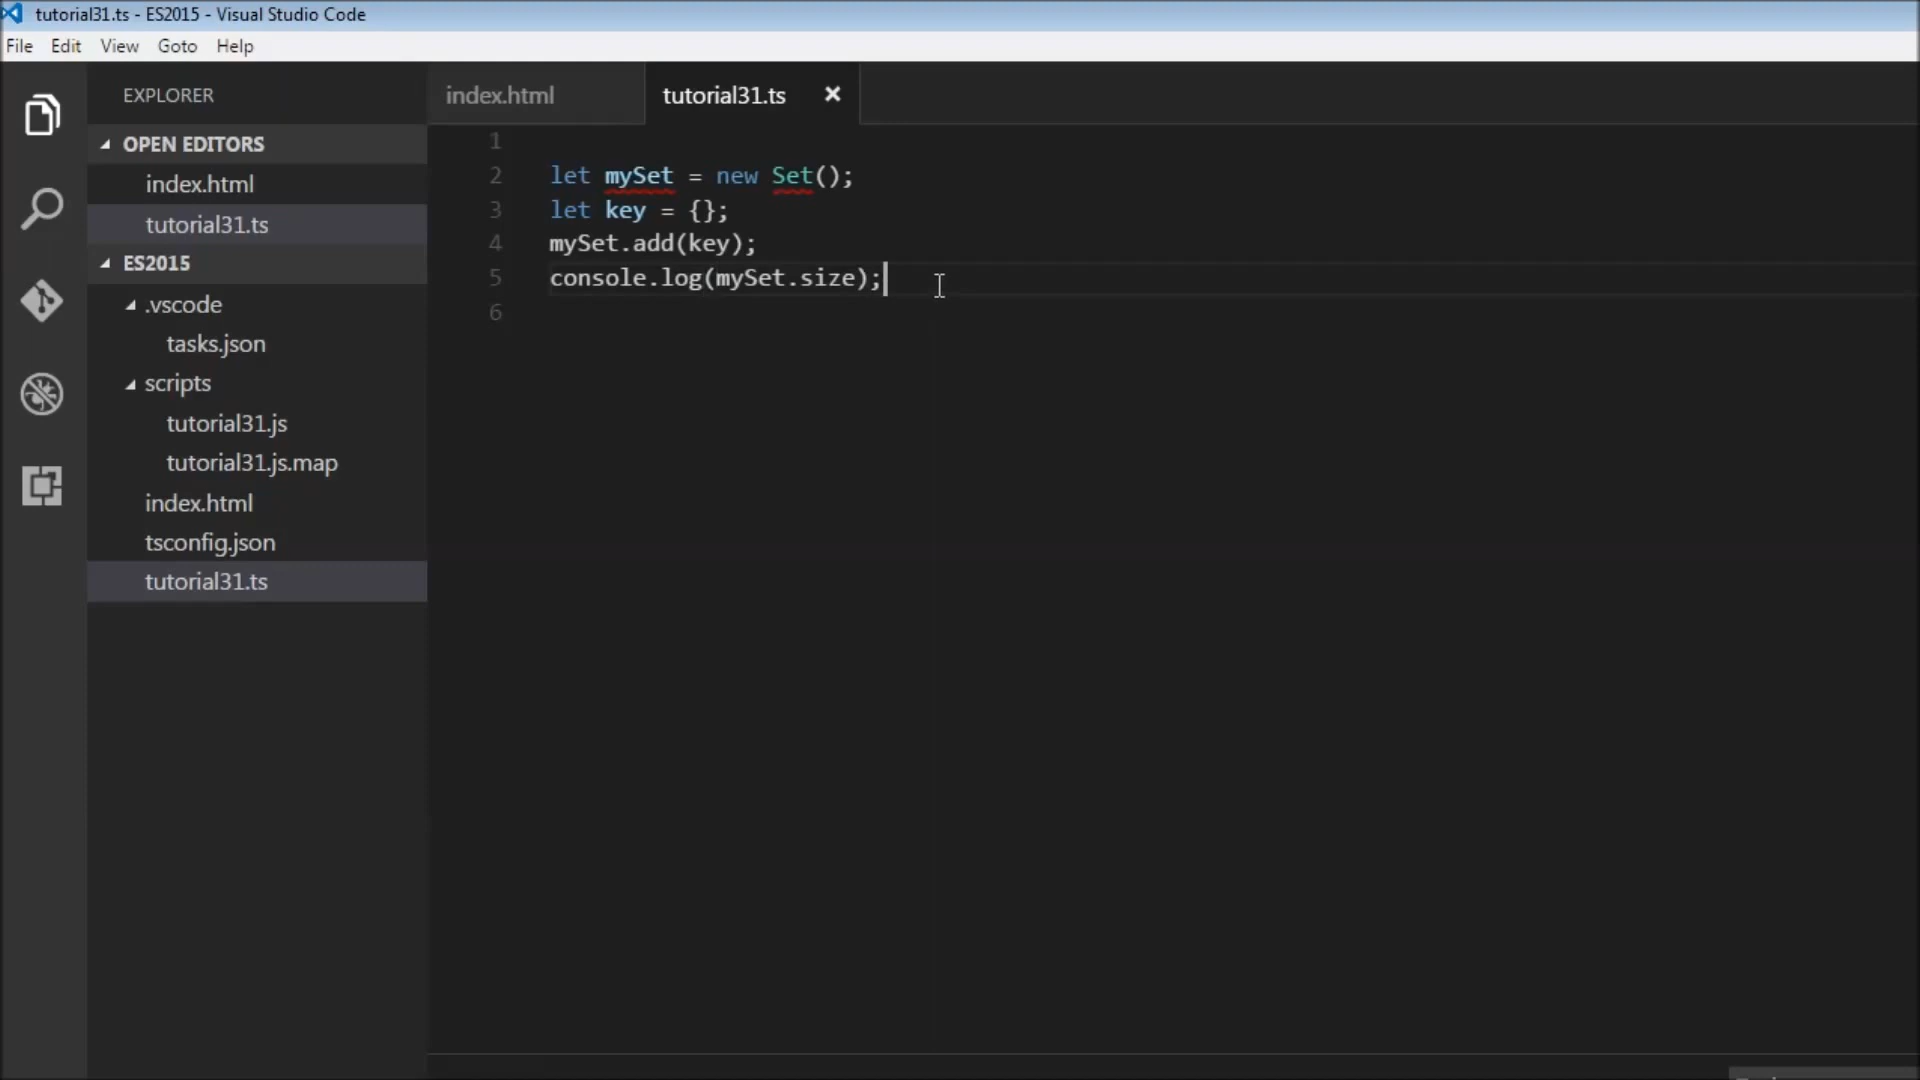 tutorial31.ts - ES2015 - Visual Studio Code
File Edit View Goto Help
EXPLORER
OPEN EDITORS
index.html
tutorial31.ts
ES2015
.vscode
tasks.json
scripts
tutorial31.js
tutorial31.js.map
index.html
tsconfig.json
tutorial31.ts
index.html tutorial31.ts
1
2 let mySet = new Set();
3 let key = {};
4 mySet.add(key);
5 console.log(mySet.size);
6